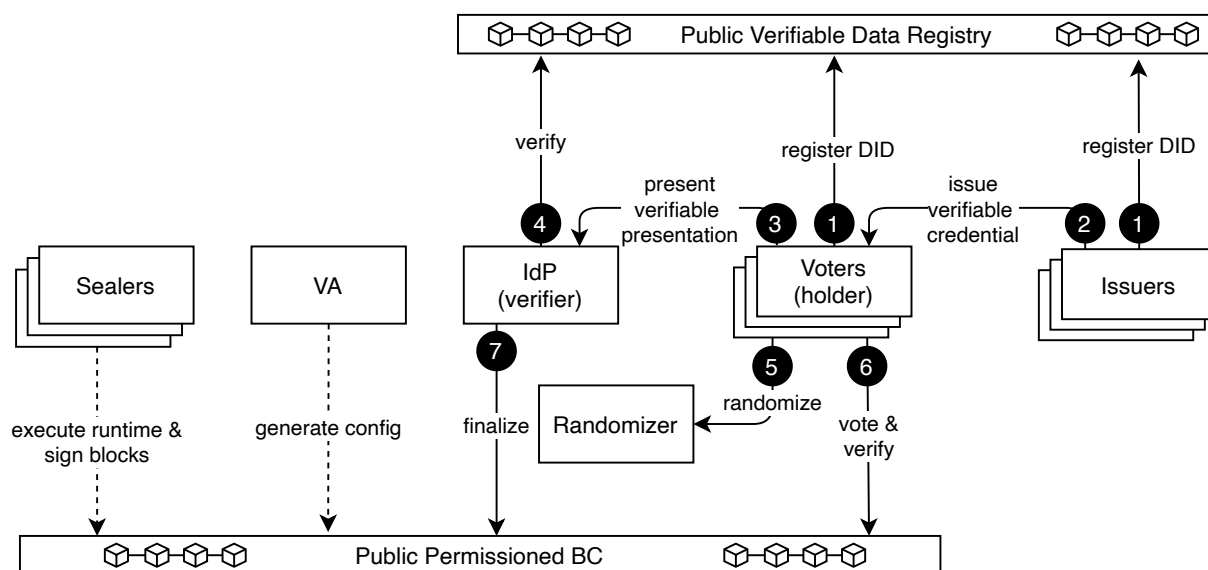 Public Verifiable Data Registry
verify
register DID
register DID
present
verifiable
presentation
issue
verifiable
credential
4
3
1
2
1
Sealers
VA
IdP
(verifier)
Voters
(holder)
Issuers
7
5
6
execute runtime &
sign blocks
generate config
finalize
Randomizer
randomize
vote &
verify
Public Permissioned BC